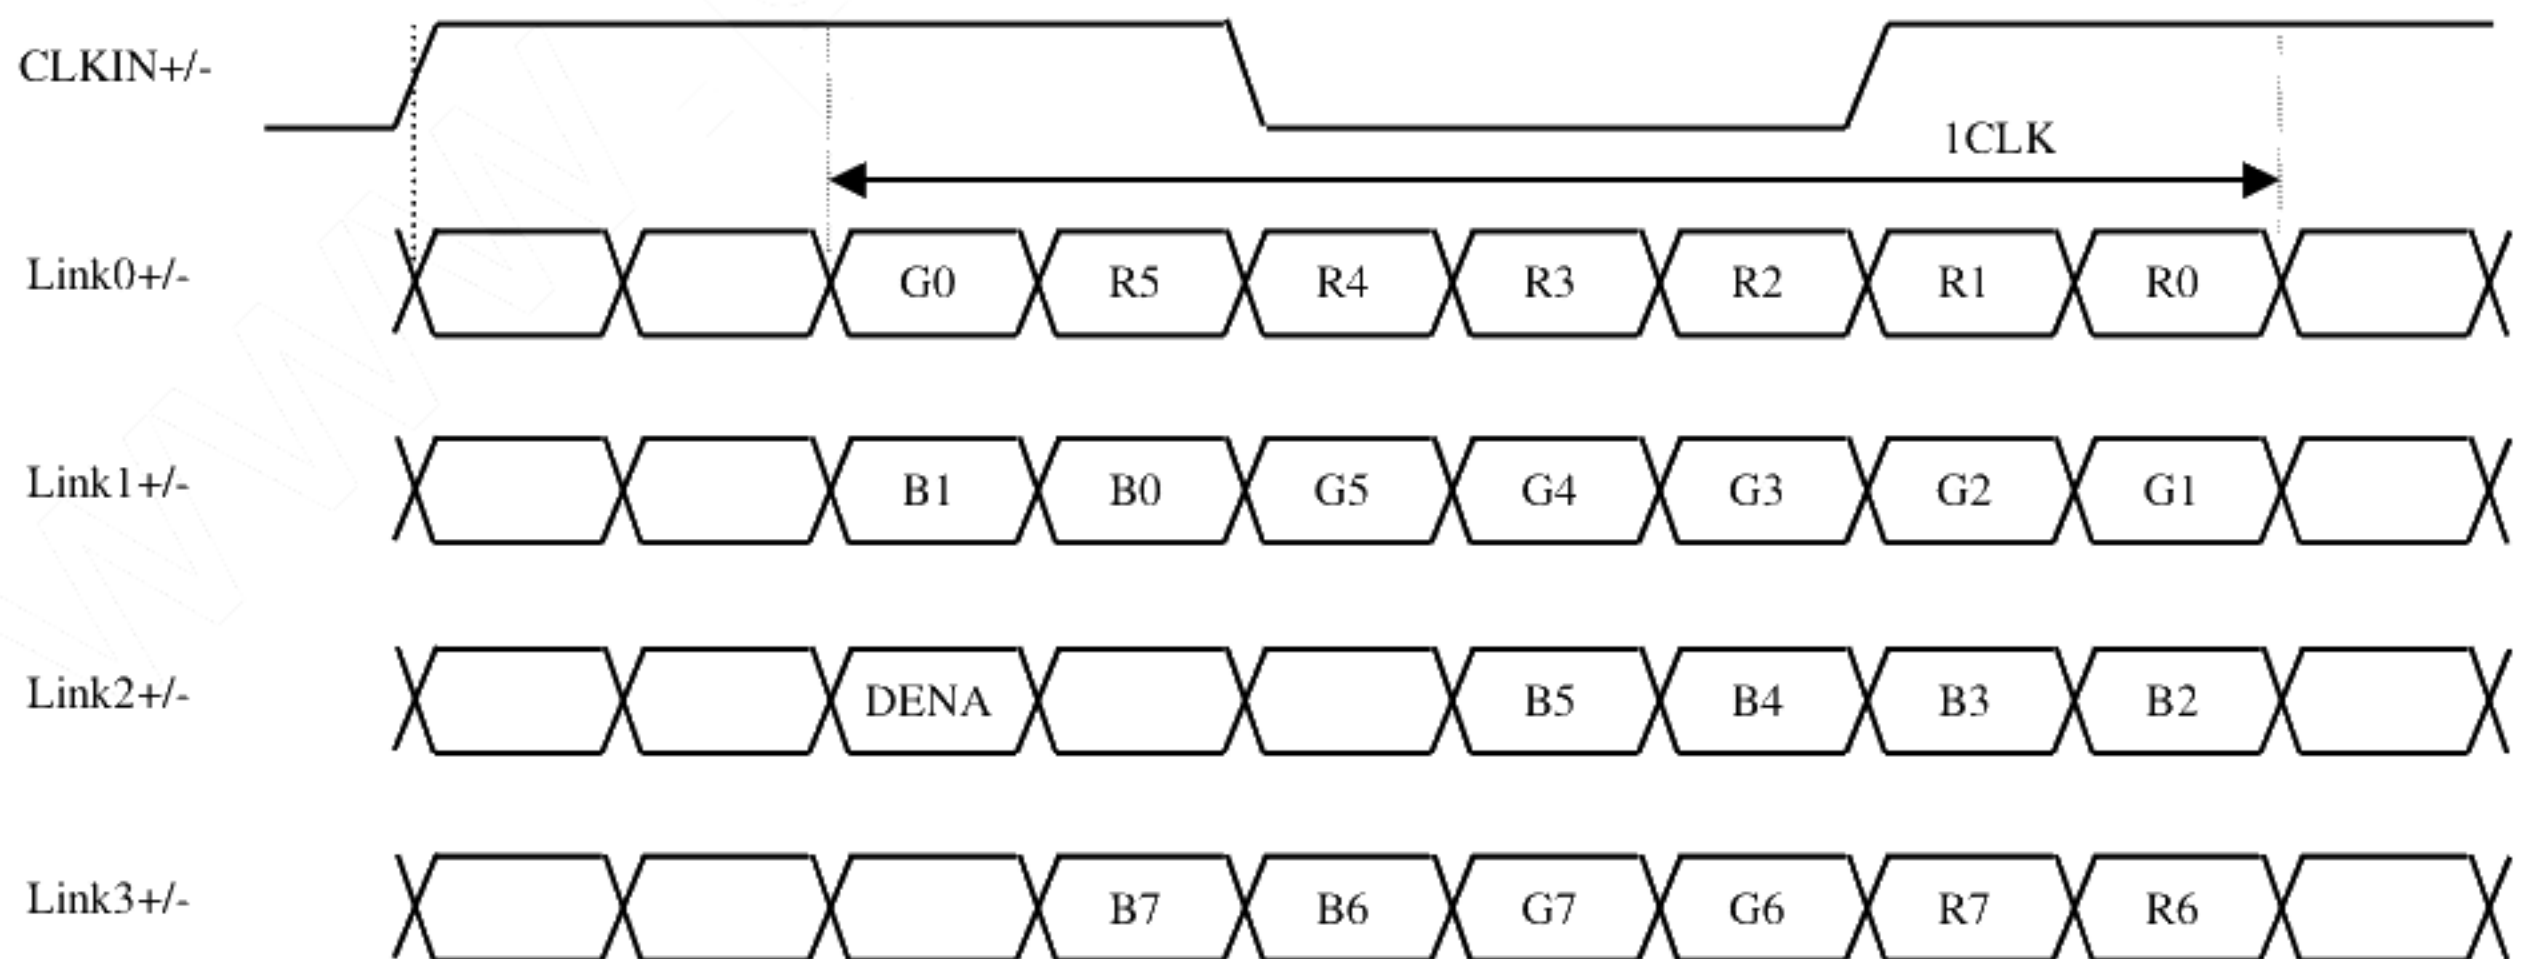 CLKIN+/-
1CLK
Link0+/- G0 R5 R4 R3 R2 R1 R0
Link1+/- B1 B0 G5 G4 G3 G2 G1
Link2+/- DENA B5 B4 B3 B2
Link3+/- B7 B6 G7 G6 R7 R6